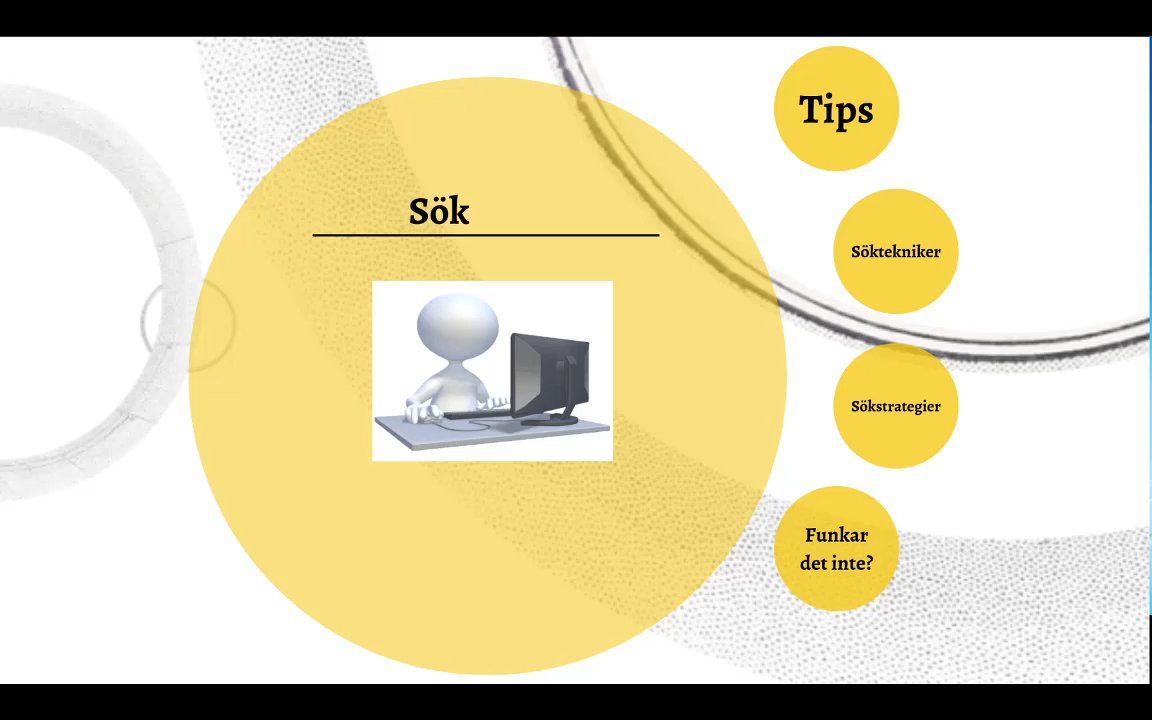 Sök
Tips
Söktekniker
Sökstrategier
Funkar
det inte?